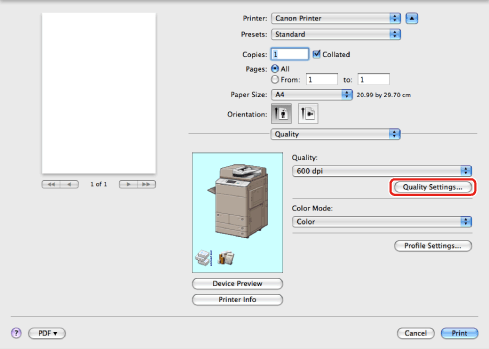 Printer: Canon Printer
Presets: Standard
Copies: 1 Collated
Pages: All
From: 1 to: 1
Paper Size: A4 20.99 by 29.70 cm
Orientation:
Quality
1 of 1
Quality:
600 dpi
Quality Settings...
Color Mode:
Color
Profile Settings...
Device Preview
Printer Info
? PDF ▾ Cancel Print